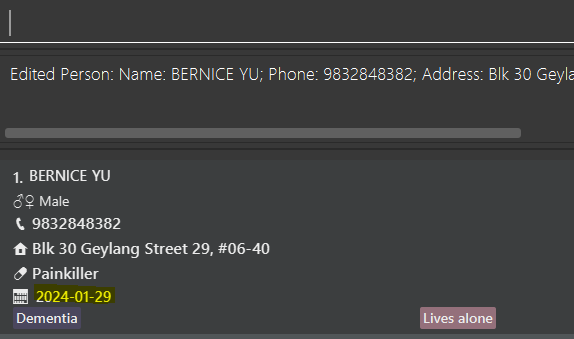 Edited Person: Name: BERNICE YU; Phone: 9832848382; Address: Blk 30 Geyla
1. BERNICE YU
Male
9832848382
Blk 30 Geylang Street 29, #06-40
Painkiller
2024-01-29
Dementia Lives alone